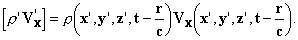 [ρ'V'ₓ] = ρ(x', y', z', t − r/c)Vₓ(x', y', z', t − r/c).